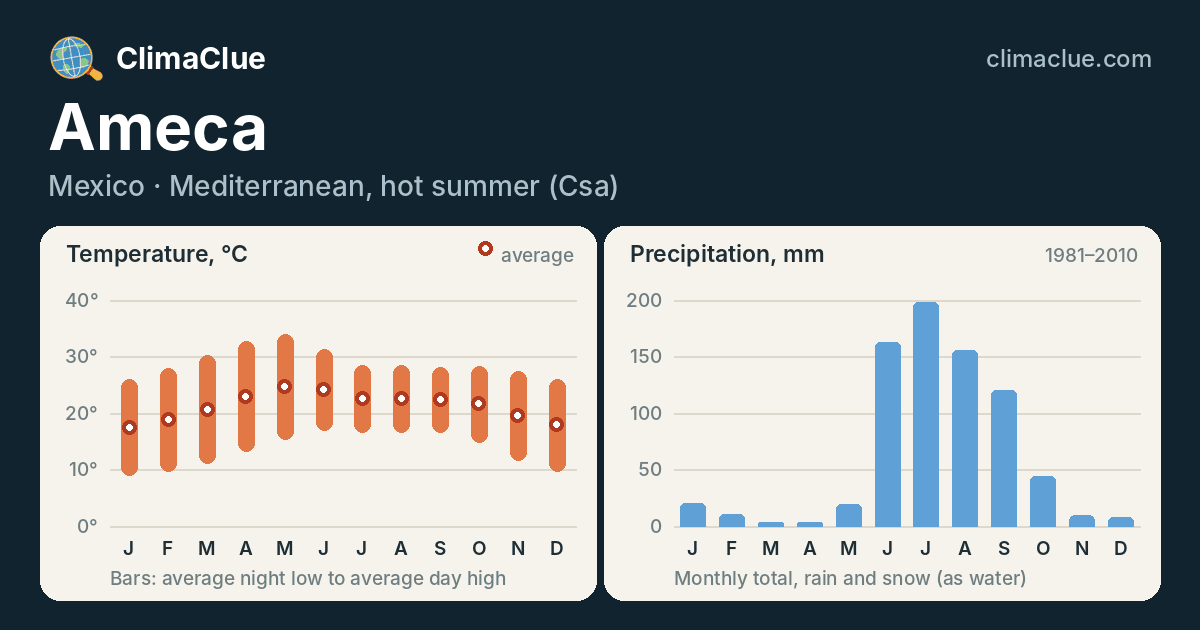 ClimaClue
climaclue.com
Ameca
Mexico · Mediterranean, hot summer (Csa)
Temperature, °C
average
40°
30°
20°
10°
0°
J F M A M J J A S O N D
Bars: average night low to average day high
Precipitation, mm
1981–2010
200
150
100
50
0
J F M A M J J A S O N D
Monthly total, rain and snow (as water)